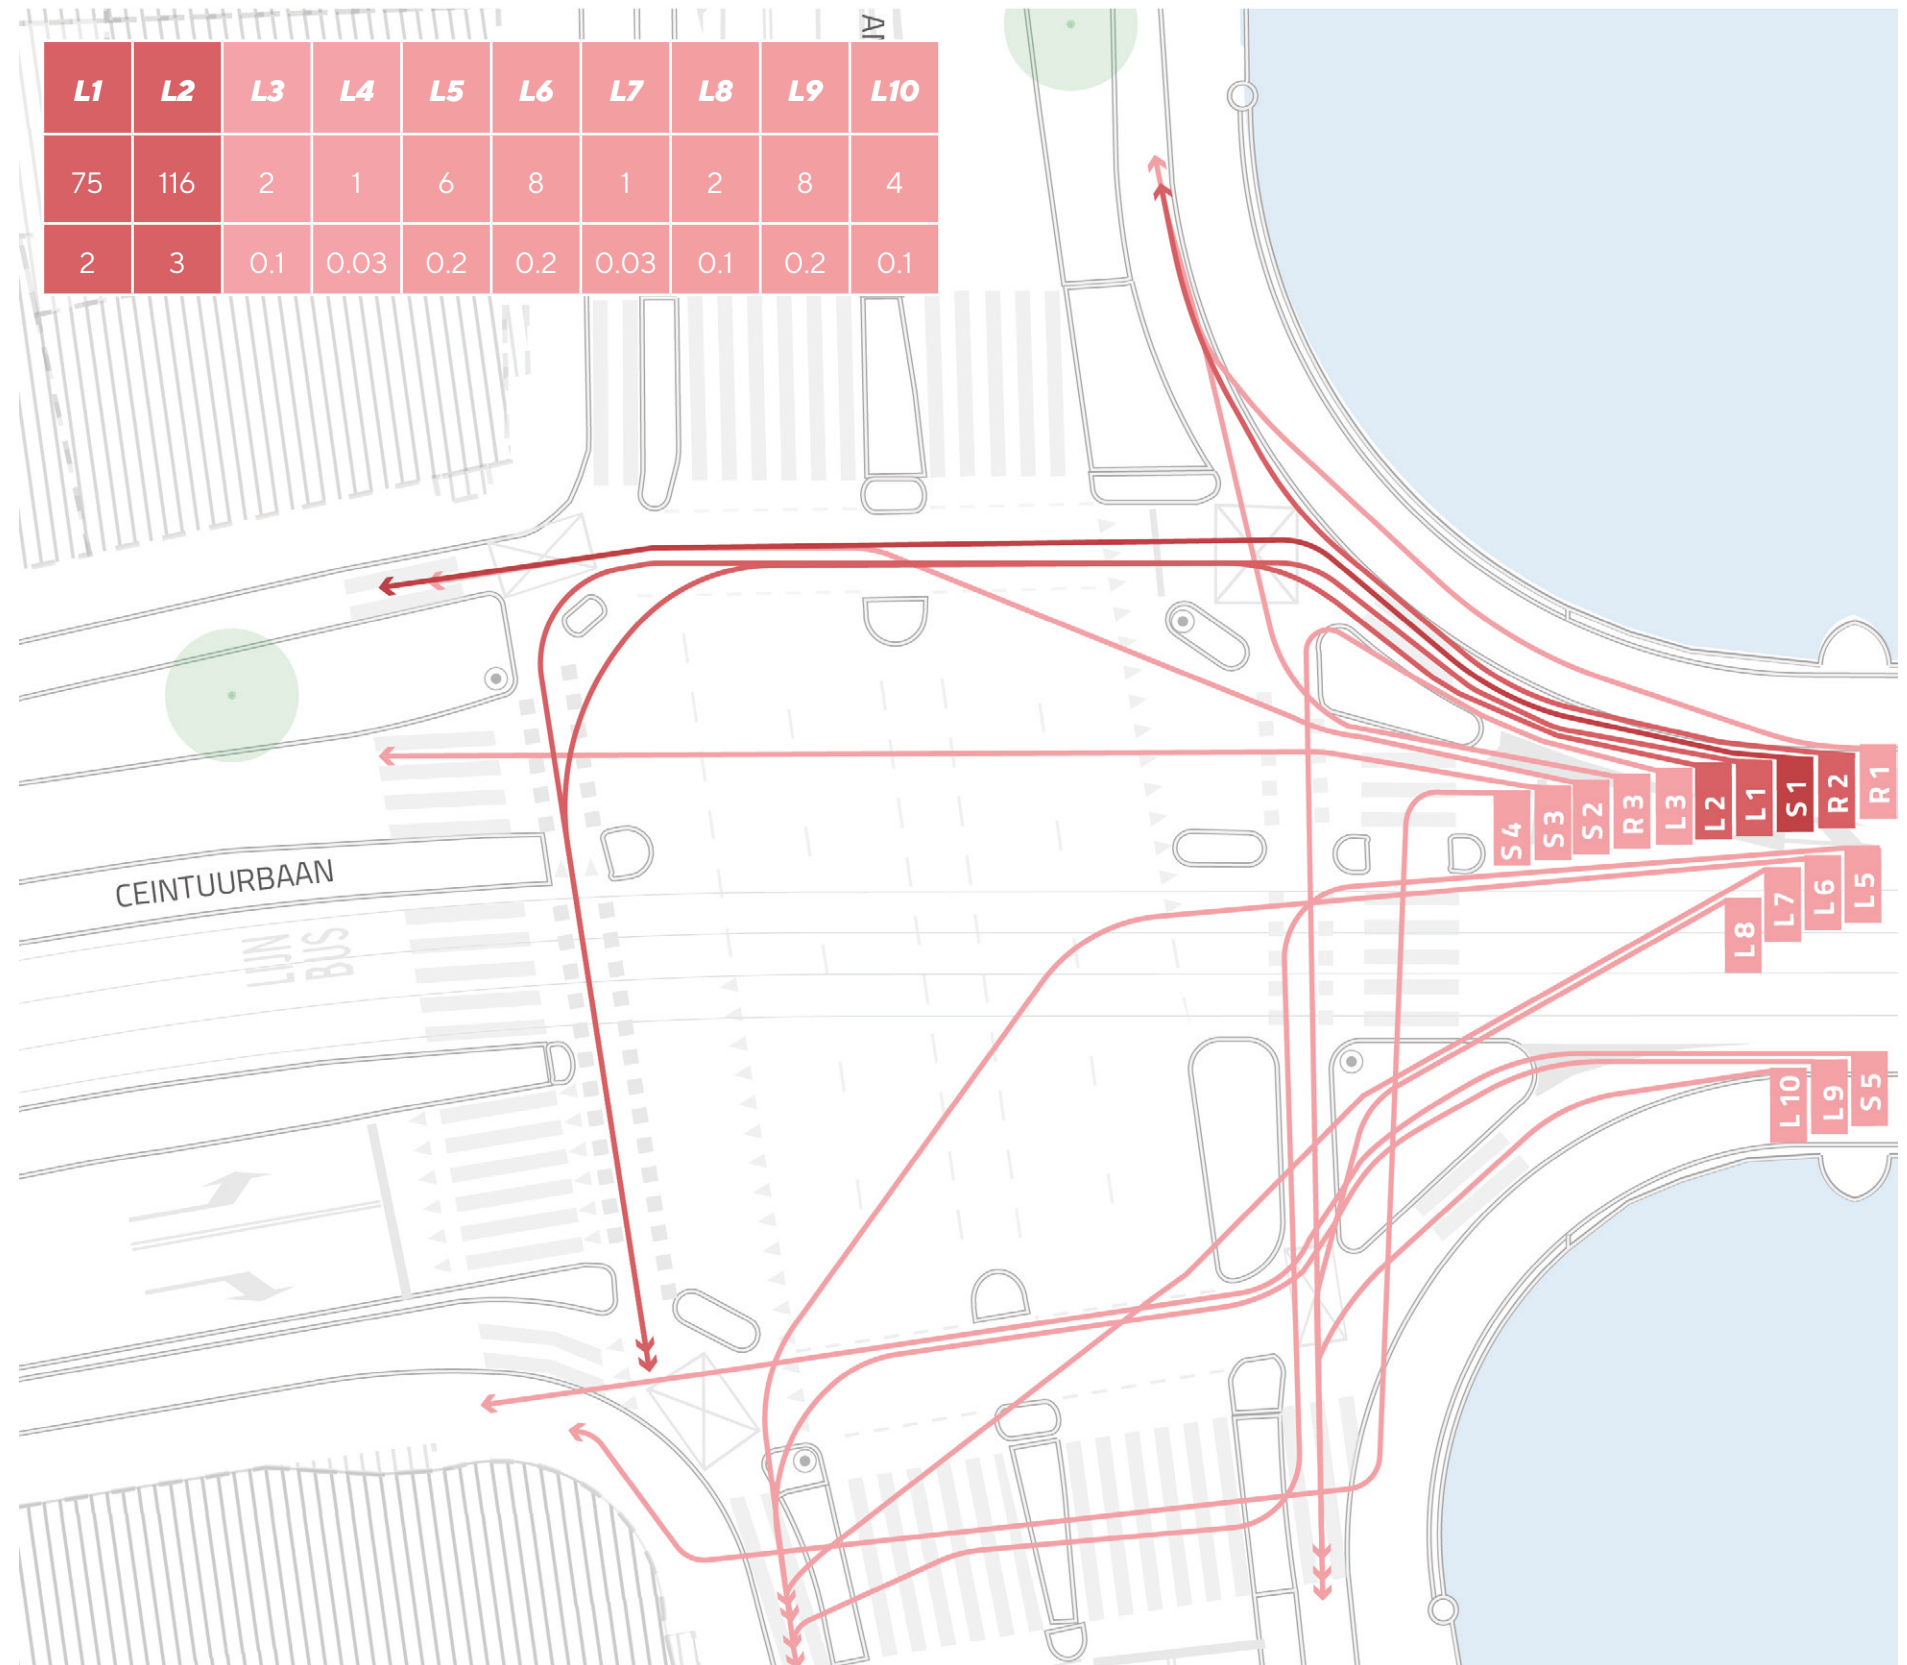 L1 L2 L3 L4 L5 L6 L7 L8 L9 L10
75 116 2 1 6 8 1 2 8 4
2 3 0.1 0.03 0.2 0.2 0.03 0.1 0.2 0.1
CEINTUURBAAN
LIJN
BUS
S4
S3
S2
R3
L3
L2
L1
S1
R2
R1
L8
L7
L6
L5
L10
L9
S5